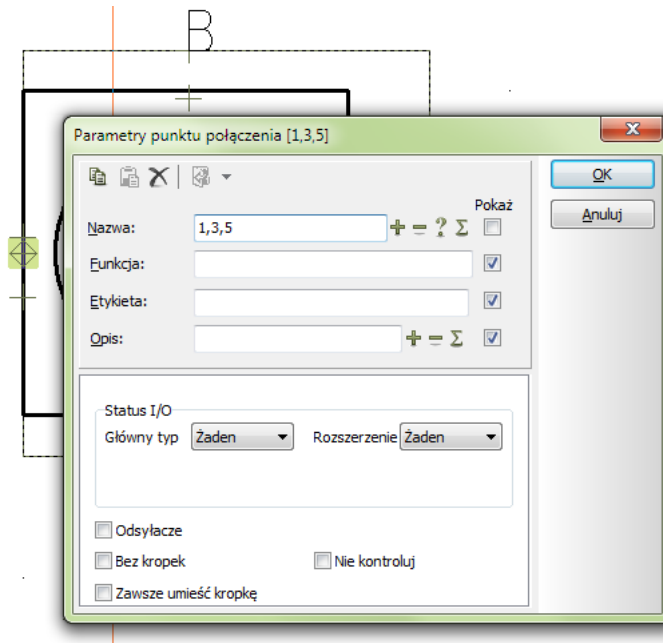 B
Parametry punktu połączenia [1,3,5]
OK
Pokaż
Nazwa: 1,3,5
Anuluj
Funkcja:
Etykieta:
Opis:
Status I/O
Główny typ Żaden Rozszerzenie Żaden
Odsyłacze
Bez kropek Nie kontroluj
Zawsze umieść kropkę